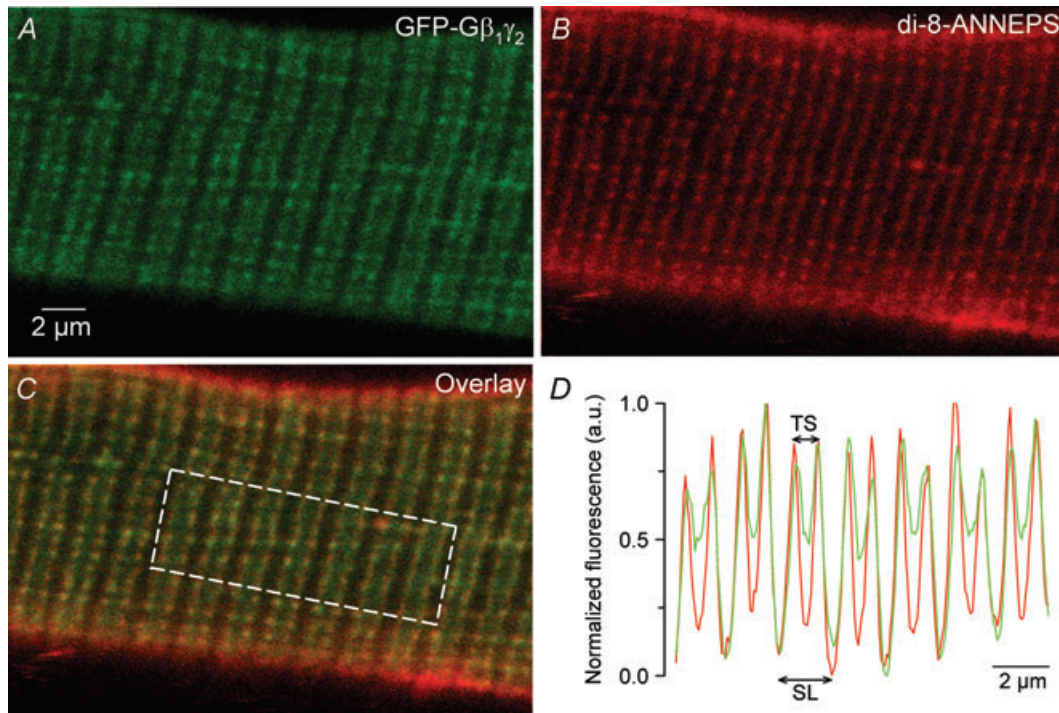 A
GFP-Gβ₁γ₂
2 µm
B
di-8-ANNEPS
C
Overlay
D
Normalized fluorescence (a.u.)
1.0
0.5
0.0
TS
SL
2 µm